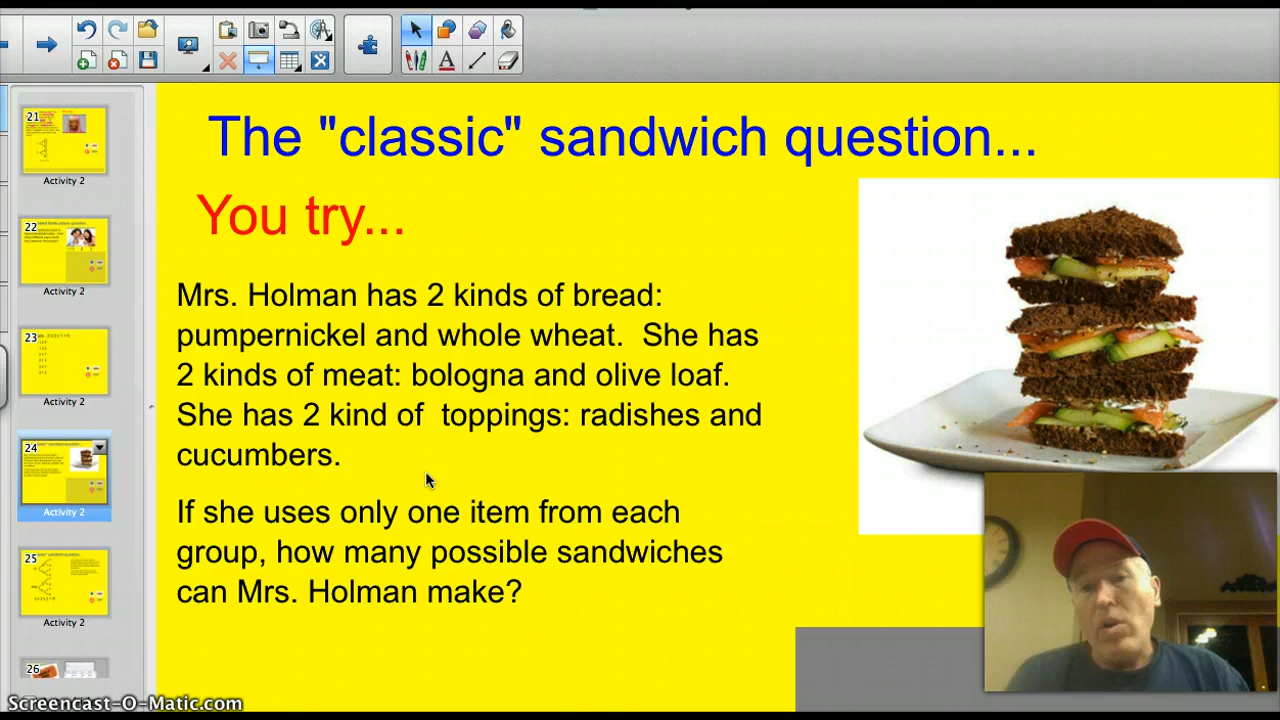 The "classic" sandwich question...
You try...
Mrs. Holman has 2 kinds of bread:
pumpernickel and whole wheat.  She has
2 kinds of meat: bologna and olive loaf.
She has 2 kind of  toppings: radishes and
cucumbers.
If she uses only one item from each
group, how many possible sandwiches
can Mrs. Holman make?
21
Activity 2
22
Activity 2
23
Activity 2
24
Activity 2
25
Activity 2
26
Screencast-O-Matic.com